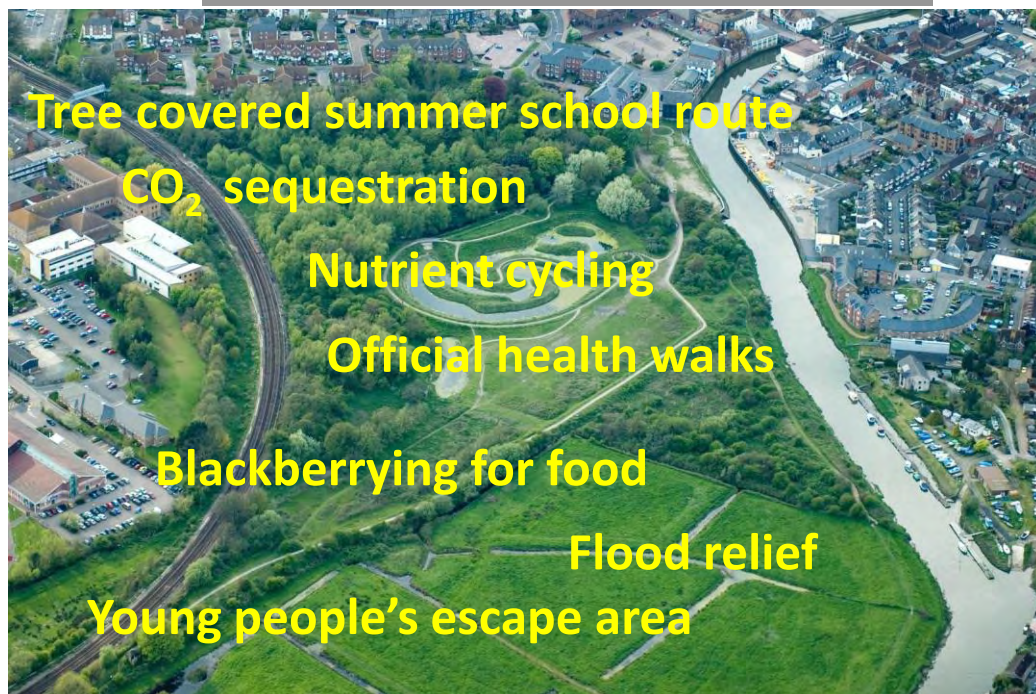 Tree covered summer school route
CO₂ sequestration
Nutrient cycling
Official health walks
Blackberrying for food
Flood relief
Young people’s escape area